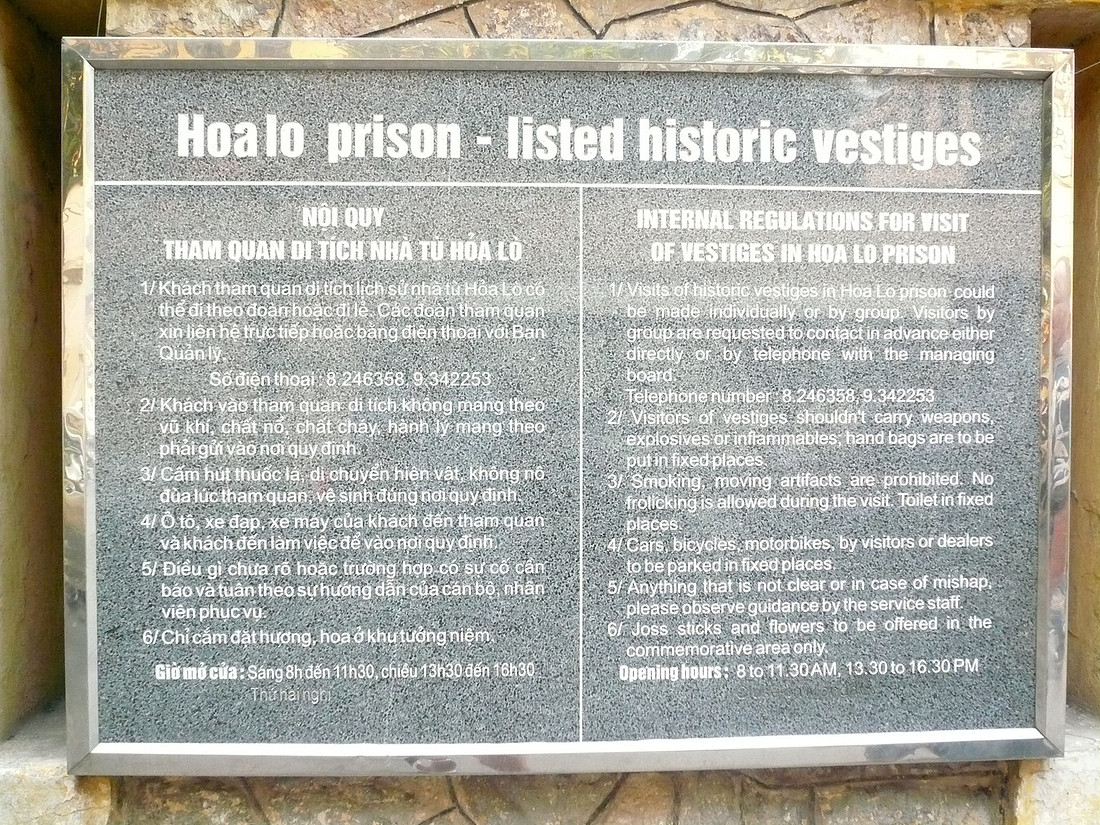 Hoa lo prison - listed historic vestiges
NỘI QUY
THAM QUAN DI TÍCH NHÀ TÙ HỎA LÒ
1/ Khách tham quan di tích lịch sử nhà tù Hỏa Lò có
thể đi theo đoàn hoặc đi lẻ. Các đoàn tham quan
xin liên hệ trực tiếp hoặc bằng điện thoại với Ban
Quản lý.
Số điện thoại : 8.246358, 9.342253
2/ Khách vào tham quan di tích không mang theo
vũ khí, chất nổ, chất cháy, hành lý mang theo
phải gửi vào nơi quy định.
3/ Cấm hút thuốc lá, di chuyển hiện vật, không nô
đùa lúc tham quan, vệ sinh đúng nơi quy định.
4/ Ô tô, xe đạp, xe máy của khách đến tham quan
và khách đến làm việc để vào nơi quy định.
5/ Điều gì chưa rõ hoặc trường hợp có sự cố cần
báo và tuân theo sự hướng dẫn của cán bộ, nhân
viên phục vụ.
6/ Chỉ cắm đặt hương, hoa ở khu tưởng niệm.
Giờ mở cửa : Sáng 8h đến 11h30, chiều 13h30 đến 16h30
Thứ hai nghỉ
INTERNAL REGULATIONS FOR VISIT
OF VESTIGES IN HOA LO PRISON
1/ Visits of historic vestiges in Hoa Lo prison could
be made individually or by group. Visitors by
group are requested to contact in advance either
directly or by telephone with the managing
board.
Telephone number : 8.246358, 9.342253
2/ Visitors of vestiges shouldn't carry weapons,
explosives or inflammables; hand bags are to be
put in fixed places.
3/ Smoking, moving artifacts are prohibited. No
frolicking is allowed during the visit. Toilet in fixed
places.
4/ Cars, bicycles, motorbikes, by visitors or dealers
to be parked in fixed places.
5/ Anything that is not clear or in case of mishap,
please observe guidance by the service staff.
6/ Joss sticks and flowers to be offered in the
commemorative area only.
Opening hours : 8 to 11.30 AM, 13.30 to 16.30 PM